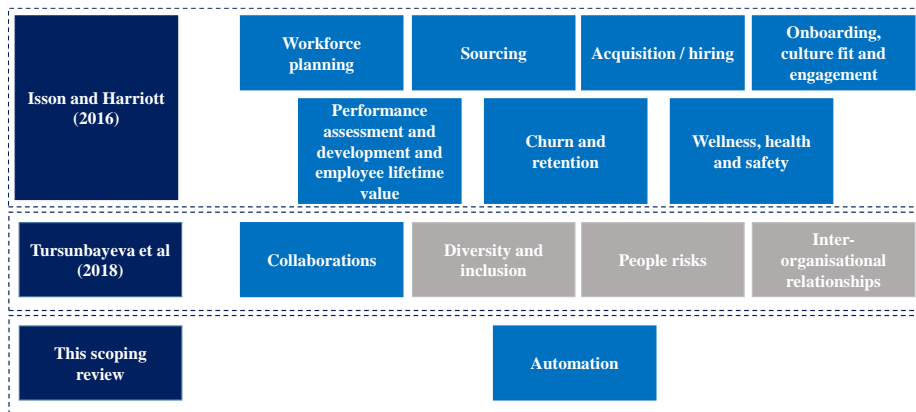 Isson and Harriott
(2016)
Workforce
planning
Sourcing
Acquisition / hiring
Onboarding,
culture fit and
engagement
Performance
assessment and
development and
employee lifetime
value
Churn and
retention
Wellness, health
and safety
Tursunbayeva et al
(2018)
Collaborations
Diversity and
inclusion
People risks
Inter-
organisational
relationships
This scoping
review
Automation